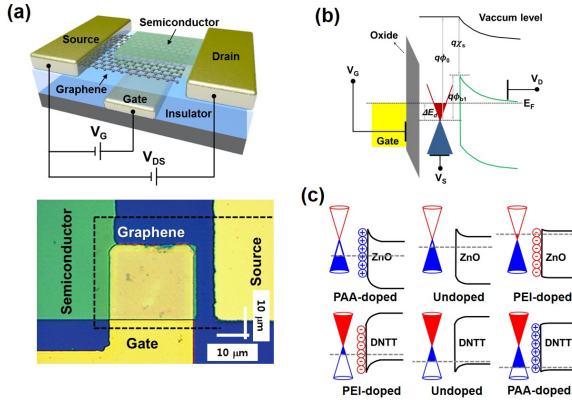 (a)
Semiconductor
Source
Drain
Graphene
Gate
Insulator
V_G
V_DS
Semiconductor
Graphene
Source
Gate
10 μm
10 μm
(b)
Vaccum level
Oxide
qχ_s
qϕ_0
V_G
V_D
qϕ_b1
E_F
ΔE_d
Gate
V_S
(c)
ZnO
ZnO
ZnO
PAA-doped
Undoped
PEI-doped
DNTT
DNTT
DNTT
PEI-doped
Undoped
PAA-doped